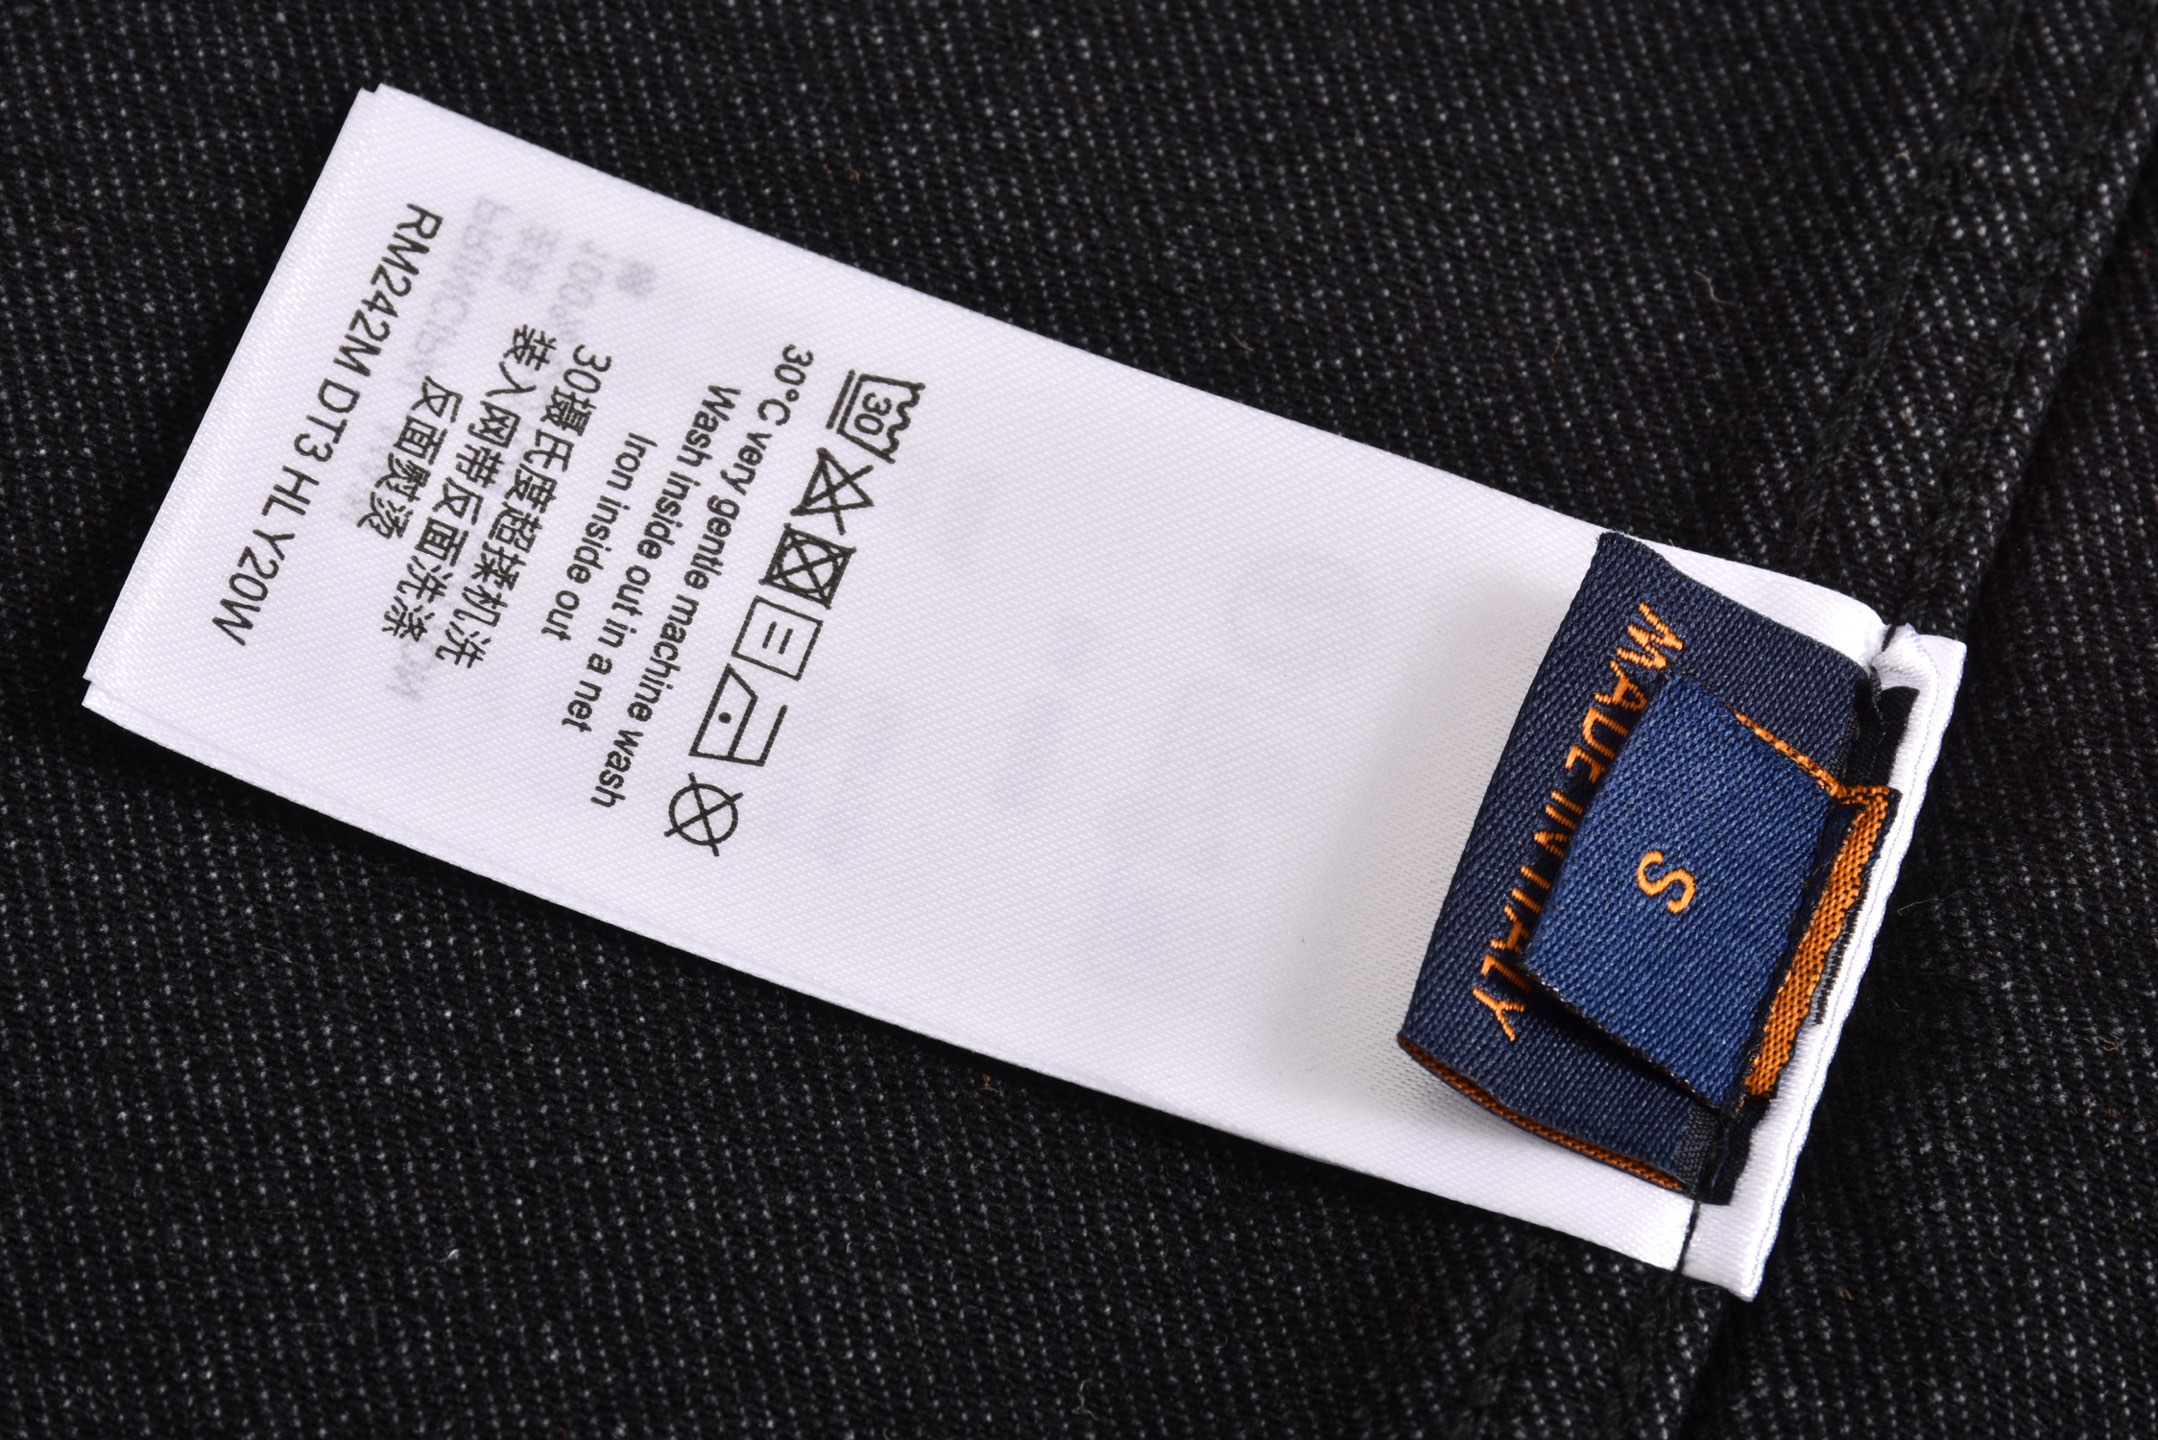 MADE IN ITALY
S
30
30°C very gentle machine wash
Wash inside out in a net
Iron inside out
30摄氏度超揉机洗
装入网带反面洗涤
反面熨烫
RM242M DT3 HL Y20W